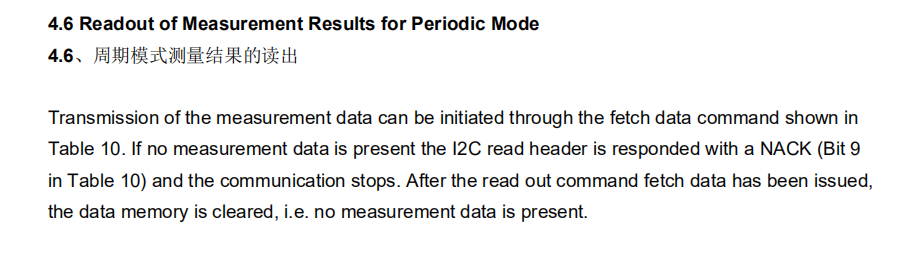 4.6 Readout of Measurement Results for Periodic Mode
4.6、周期模式测量结果的读出
Transmission of the measurement data can be initiated through the fetch data command shown in
Table 10. If no measurement data is present the I2C read header is responded with a NACK (Bit 9
in Table 10) and the communication stops. After the read out command fetch data has been issued,
the data memory is cleared, i.e. no measurement data is present.